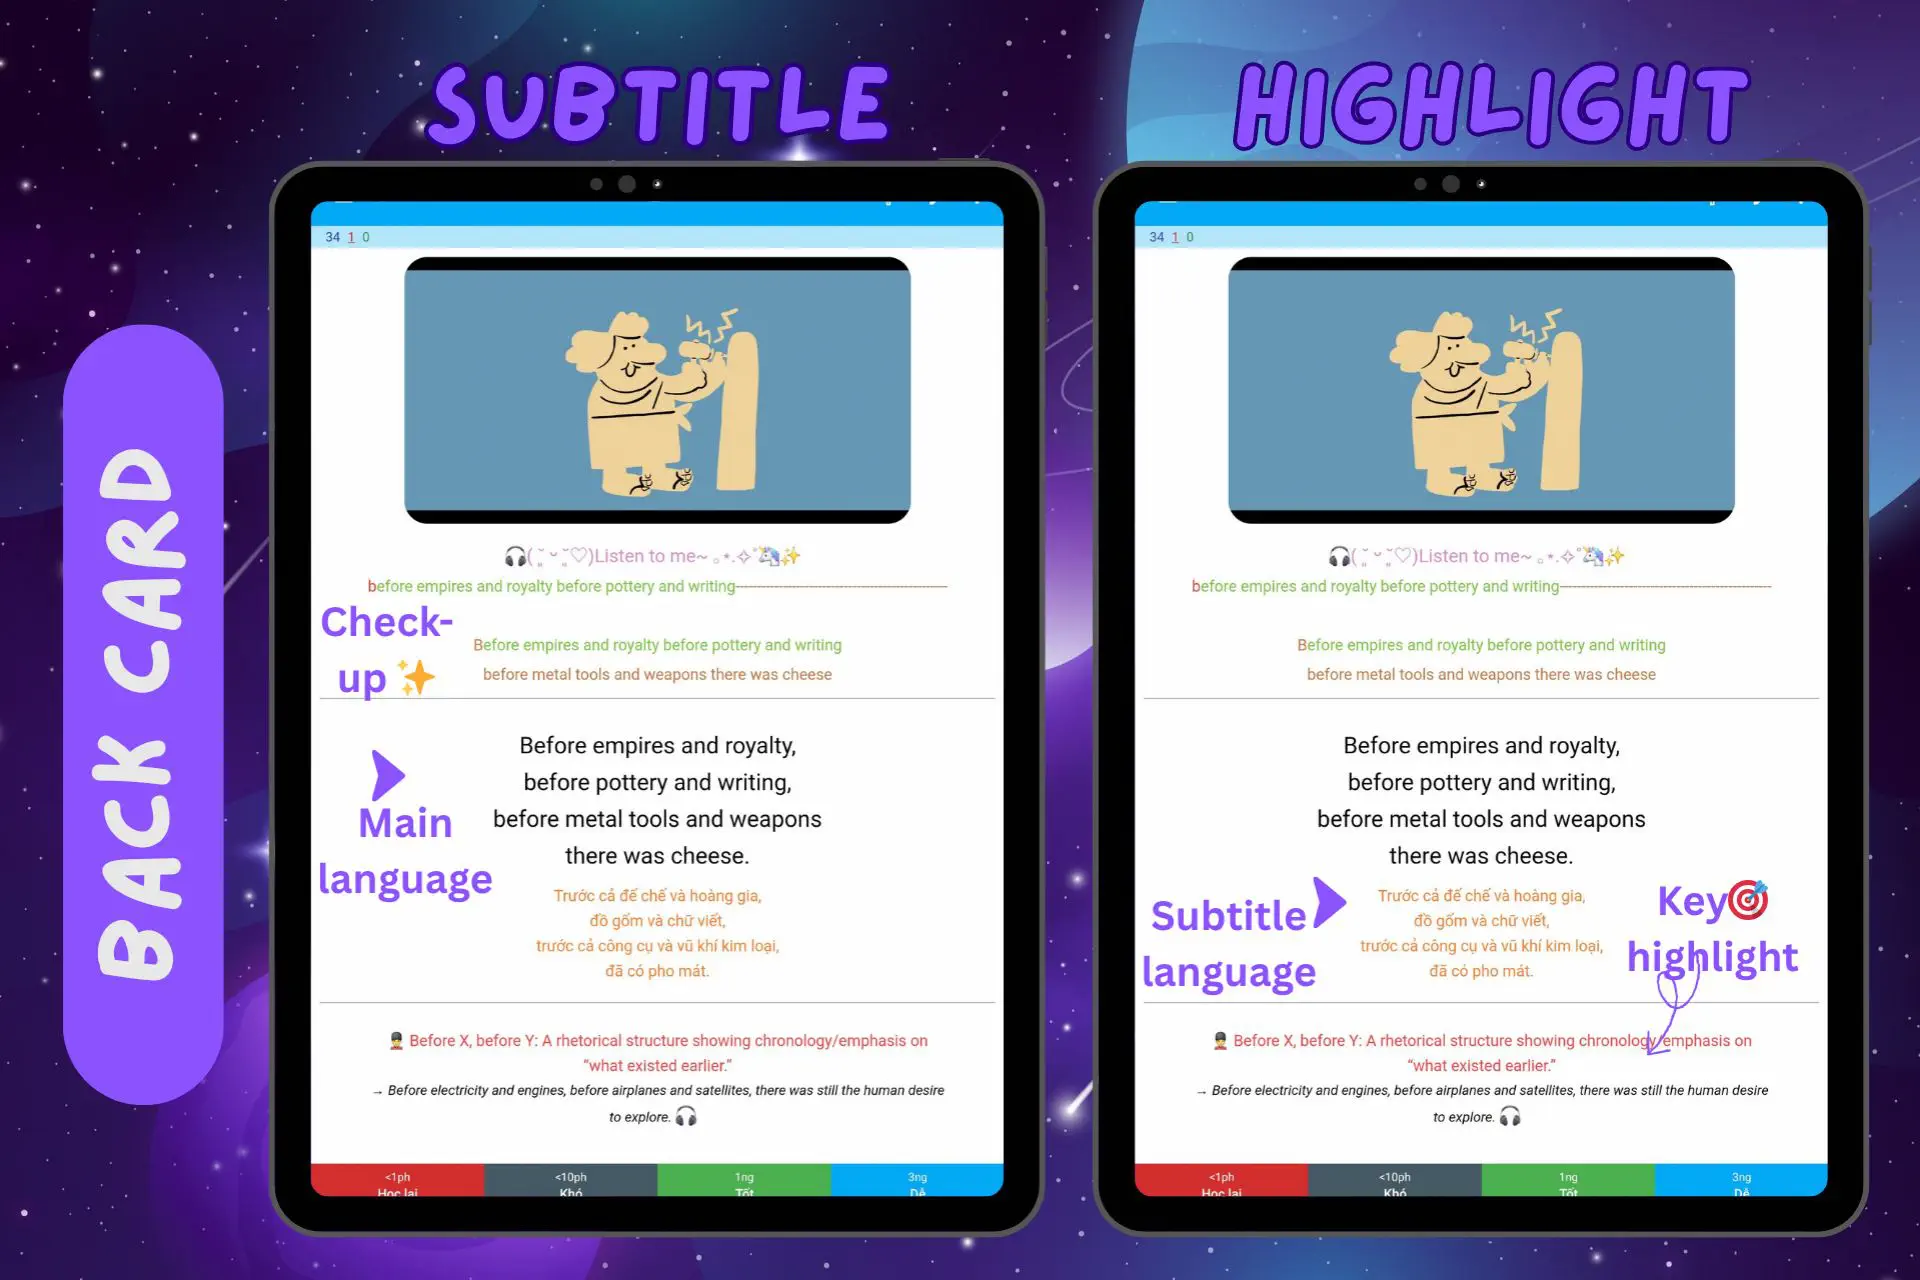 SUBTITLE
HIGHLIGHT
BACK CARD
34 1 0
🎧( ˘͈ ᵕ ˘͈♡)Listen to me~ ｡⋆.✧˚🦄✨
before empires and royalty before pottery and writing--------------------------------------------------
Check-
up ✨
Before empires and royalty before pottery and writing
before metal tools and weapons there was cheese
Before empires and royalty,
before pottery and writing,
before metal tools and weapons
there was cheese.
Main
language
Trước cả đế chế và hoàng gia,
đồ gốm và chữ viết,
trước cả công cụ và vũ khí kim loại,
đã có pho mát.
💂 Before X, before Y: A rhetorical structure showing chronology/emphasis on
“what existed earlier.”
→ Before electricity and engines, before airplanes and satellites, there was still the human desire
to explore. 🎧
<1ph <10ph 1ng 3ng
Học lại Khó Tốt Dễ
34 1 0
🎧( ˘͈ ᵕ ˘͈♡)Listen to me~ ｡⋆.✧˚🦄✨
before empires and royalty before pottery and writing--------------------------------------------------
Before empires and royalty before pottery and writing
before metal tools and weapons there was cheese
Before empires and royalty,
before pottery and writing,
before metal tools and weapons
there was cheese.
Subtitle
language
Trước cả đế chế và hoàng gia,
đồ gốm và chữ viết,
trước cả công cụ và vũ khí kim loại,
đã có pho mát.
Key🎯
highlight
💂 Before X, before Y: A rhetorical structure showing chronology/emphasis on
“what existed earlier.”
→ Before electricity and engines, before airplanes and satellites, there was still the human desire
to explore. 🎧
<1ph <10ph 1ng 3ng
Học lại Khó Tốt Dễ